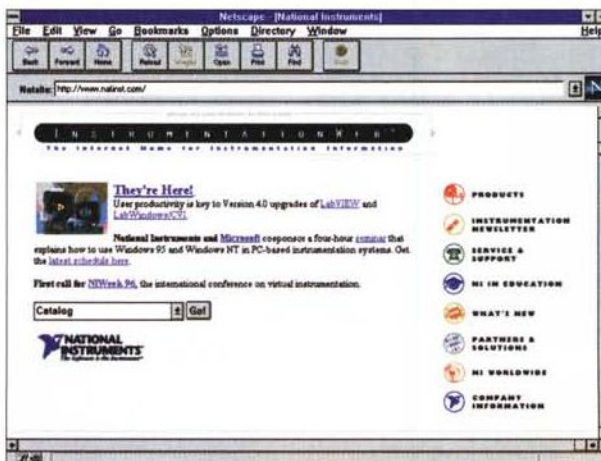 Netscape - [National Instruments]
File Edit View Go Bookmarks Options Directory Window Help
Back Forward Home Reload Images Open Print Find Stop
Netsite: http://www.natinst.com/
INSTRUMENTATIONWEB
The Internet Home for Instrumentation Information
They're Here!
User productivity is key to Version 4.0 upgrades of LabVIEW and
LabWindows/CVI.
National Instruments and Microsoft cosponsor a four-hour seminar that
explains how to use Windows 95 and Windows NT in PC-based instrumentation systems. Get
the latest schedule here.
First call for NIWeek 96, the international conference on virtual instrumentation.
Catalog Go!
NATIONAL
INSTRUMENTS
The Software is the Instrument
PRODUCTS
INSTRUMENTATION
NEWSLETTER
SERVICE &
SUPPORT
NI IN EDUCATION
WHAT'S NEW
PARTNERS &
SOLUTIONS
NI WORLDWIDE
COMPANY
INFORMATION